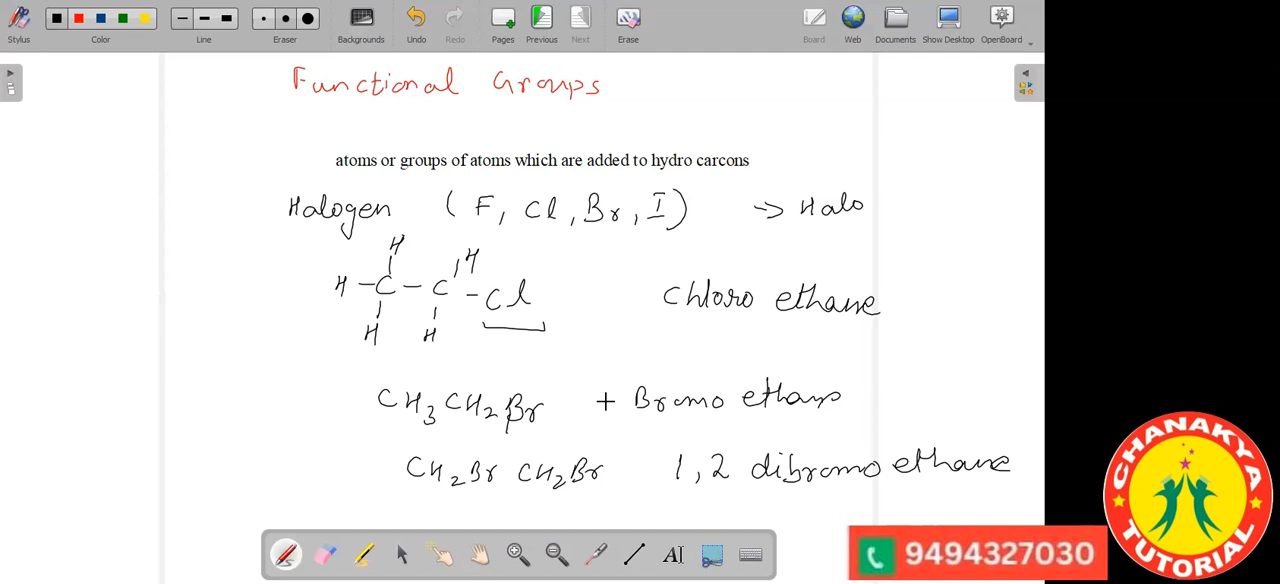 Stylus Color Line Eraser Backgrounds Undo Redo Pages Previous Next Erase Board Web Documents Show Desktop OpenBoard
Functional Groups
atoms or groups of atoms which are added to hydro carcons
Halogen ( F, Cl, Br, I) -> Halo
H H
H - C - C - Cl
H H
Chloro ethane
CH3 CH2 Br Bromo ethane
CH2Br CH2Br 1, 2 dibromo ethane
CHANAKYA
TUTORIAL
9494327030